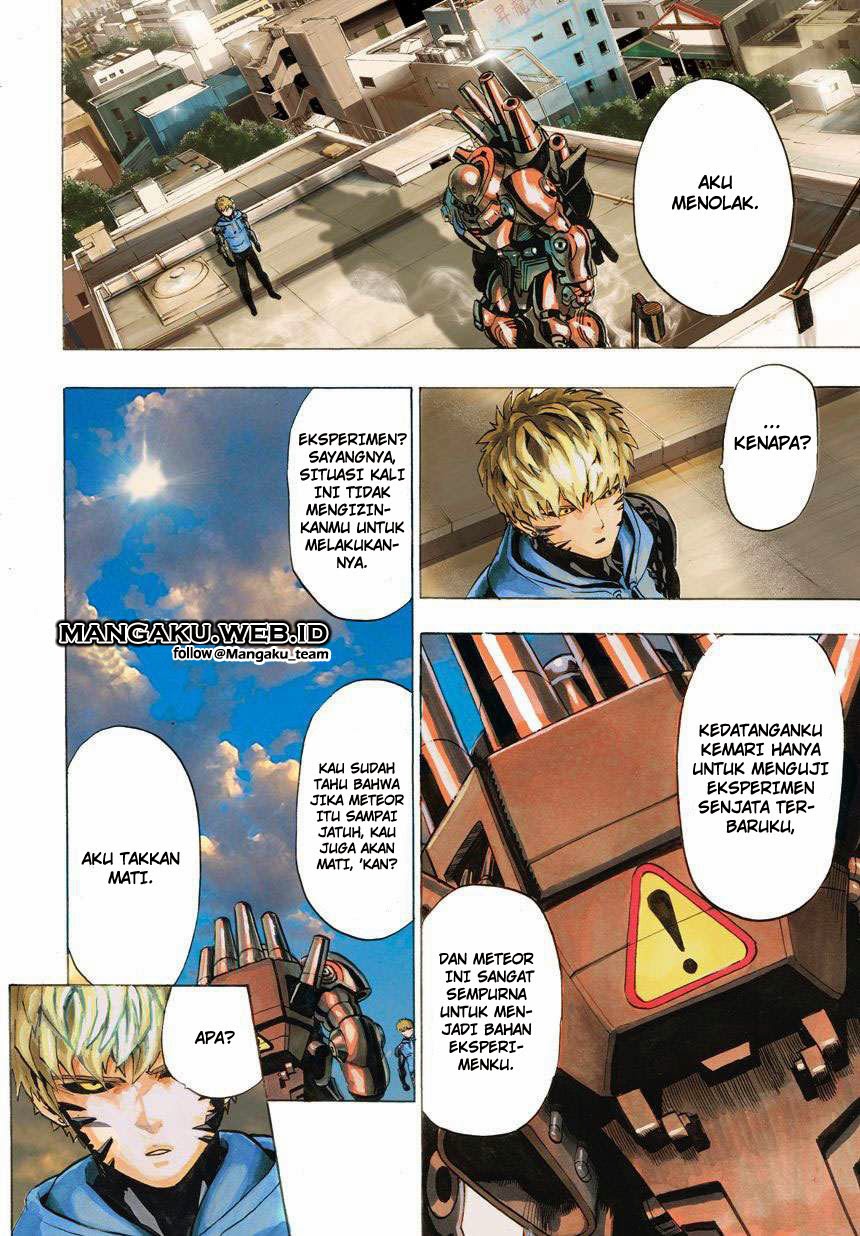 AKU
MENOLAK.
...
KENAPA?
KEDATANGANKU
KEMARI HANYA
UNTUK MENGUJI
EKSPERIMEN
SENJATA TER-
BARUKU,
DAN METEOR
INI SANGAT
SEMPURNA
UNTUK MEN-
JADI BAHAN
EKSPERI-
MENKU.
EKSPERIMEN?
SAYANGNYA,
SITUASI KALI
INI TIDAK
MENGIZIN-
KANMU UNTUK
MELAKUKAN-
NYA.
MANGAKU.WEB.ID
follow @Mangaku_team
KAU SUDAH
TAHU BAHWA
JIKA METEOR
ITU SAMPAI
JATUH, KAU
JUGA AKAN
MATI, 'KAN?
AKU TAKKAN
MATI.
APA?